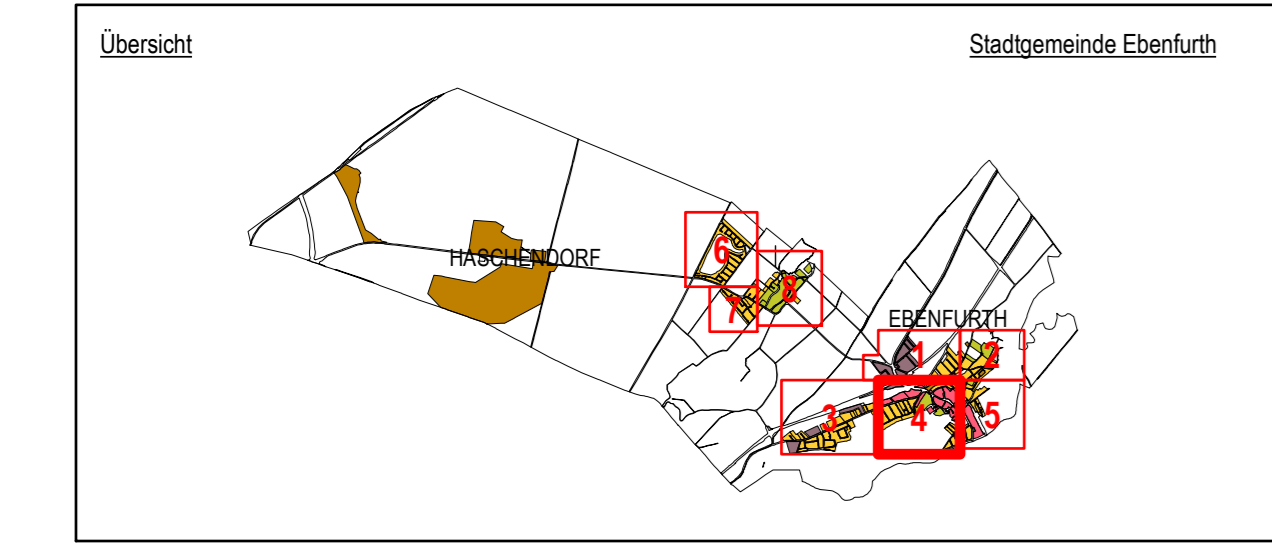 Übersicht
Stadtgemeinde Ebenfurth
HASCHENDORF
6
8
7
EBENFURTH
1
2
3
4
5